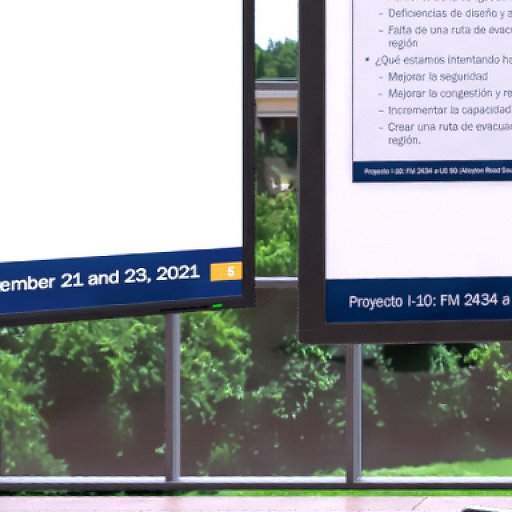 ember 21 and 23, 2021
5
- Deficiencias de diseño y a
- Falta de una ruta de evacu
región
• ¿Qué estamos intentando ha
- Mejorar la seguridad
- Mejorar la congestión y re
- Incrementar la capacidad
- Crear una ruta de evacua
región.
Proyecto I-10: FM 2434 a US 90 (Alleyton Road Sou
Proyecto I-10: FM 2434 a